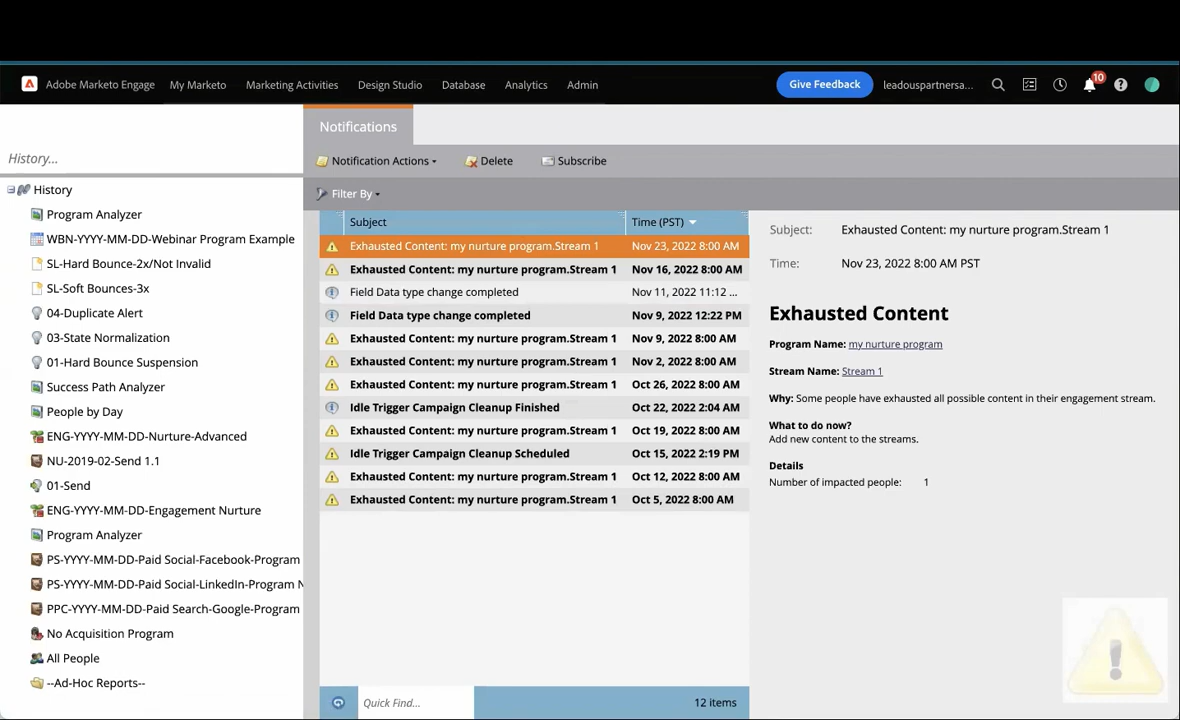 Adobe Marketo Engage My Marketo Marketing Activities Design Studio Database Analytics Admin Give Feedback leadouspartnersa... 10
Notifications
History...
Notification Actions Delete Subscribe
Filter By
History
Program Analyzer
WBN-YYYY-MM-DD-Webinar Program Example
SL-Hard Bounce-2x/Not Invalid
SL-Soft Bounces-3x
04-Duplicate Alert
03-State Normalization
01-Hard Bounce Suspension
Success Path Analyzer
People by Day
ENG-YYYY-MM-DD-Nurture-Advanced
NU-2019-02-Send 1.1
01-Send
ENG-YYYY-MM-DD-Engagement Nurture
Program Analyzer
PS-YYYY-MM-DD-Paid Social-Facebook-Program
PS-YYYY-MM-DD-Paid Social-LinkedIn-Program N
PPC-YYYY-MM-DD-Paid Search-Google-Program
No Acquisition Program
All People
--Ad-Hoc Reports--
Subject Time (PST)
Exhausted Content: my nurture program.Stream 1 Nov 23, 2022 8:00 AM
Exhausted Content: my nurture program.Stream 1 Nov 16, 2022 8:00 AM
Field Data type change completed Nov 11, 2022 11:12 ...
Field Data type change completed Nov 9, 2022 12:22 PM
Exhausted Content: my nurture program.Stream 1 Nov 9, 2022 8:00 AM
Exhausted Content: my nurture program.Stream 1 Nov 2, 2022 8:00 AM
Exhausted Content: my nurture program.Stream 1 Oct 26, 2022 8:00 AM
Idle Trigger Campaign Cleanup Finished Oct 22, 2022 2:04 AM
Exhausted Content: my nurture program.Stream 1 Oct 19, 2022 8:00 AM
Idle Trigger Campaign Cleanup Scheduled Oct 15, 2022 2:19 PM
Exhausted Content: my nurture program.Stream 1 Oct 12, 2022 8:00 AM
Exhausted Content: my nurture program.Stream 1 Oct 5, 2022 8:00 AM
Quick Find... 12 items
Subject: Exhausted Content: my nurture program.Stream 1
Time: Nov 23, 2022 8:00 AM PST
Exhausted Content
Program Name: my nurture program
Stream Name: Stream 1
Why: Some people have exhausted all possible content in their engagement stream.
What to do now?
Add new content to the streams.
Details
Number of impacted people: 1